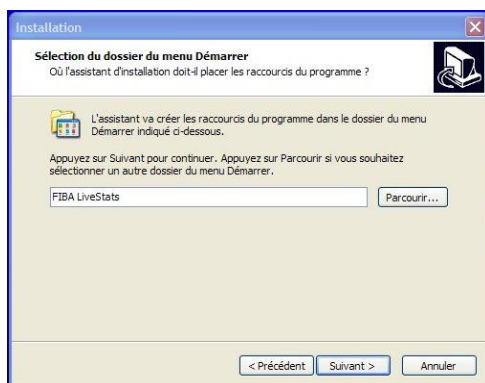 Installation
Sélection du dossier du menu Démarrer
Où l'assistant d'installation doit-il placer les raccourcis du programme ?
L'assistant va créer les raccourcis du programme dans le dossier du menu
Démarrer indiqué ci-dessous.
Appuyez sur Suivant pour continuer. Appuyez sur Parcourir si vous souhaitez
sélectionner un autre dossier du menu Démarrer.
FIBA LiveStats
Parcourir...
< Précédent
Suivant >
Annuler